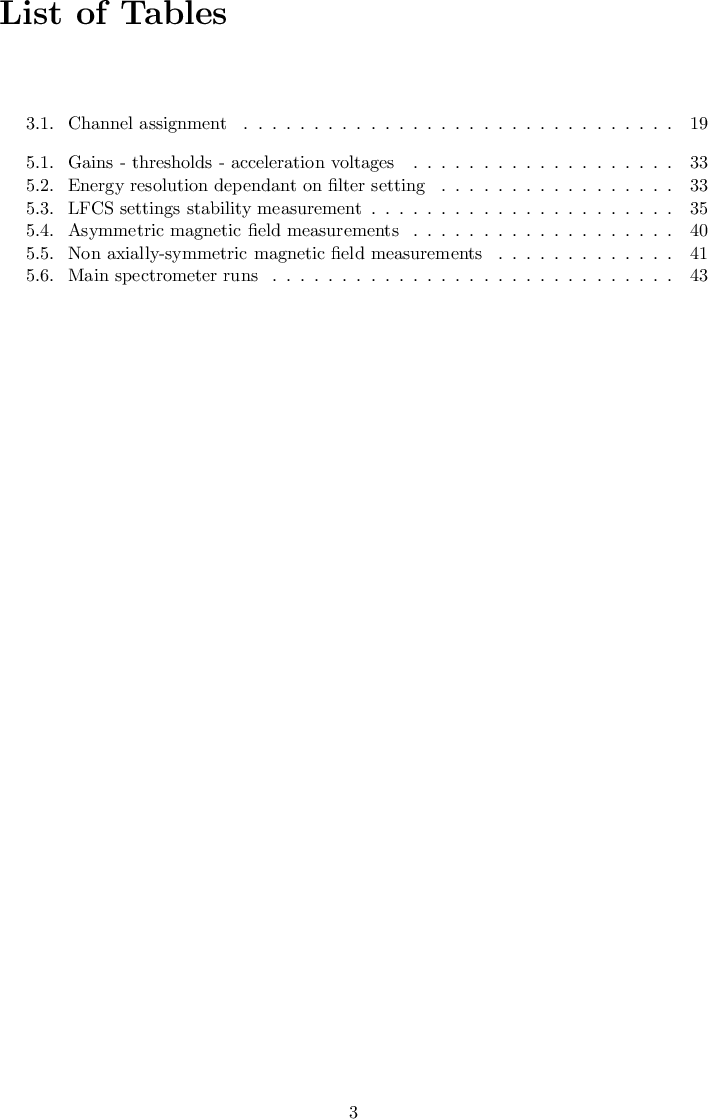 List of Tables
3.1. Channel assignment . . . . . . . . . . . . . . . . . . . . . . . . . . . . . . . 19
5.1. Gains - thresholds - acceleration voltages . . . . . . . . . . . . . . . . . . . 33
5.2. Energy resolution dependant on filter setting . . . . . . . . . . . . . . . . . 33
5.3. LFCS settings stability measurement . . . . . . . . . . . . . . . . . . . . . . 35
5.4. Asymmetric magnetic field measurements . . . . . . . . . . . . . . . . . . . 40
5.5. Non axially-symmetric magnetic field measurements . . . . . . . . . . . . . 41
5.6. Main spectrometer runs . . . . . . . . . . . . . . . . . . . . . . . . . . . . . 43
3